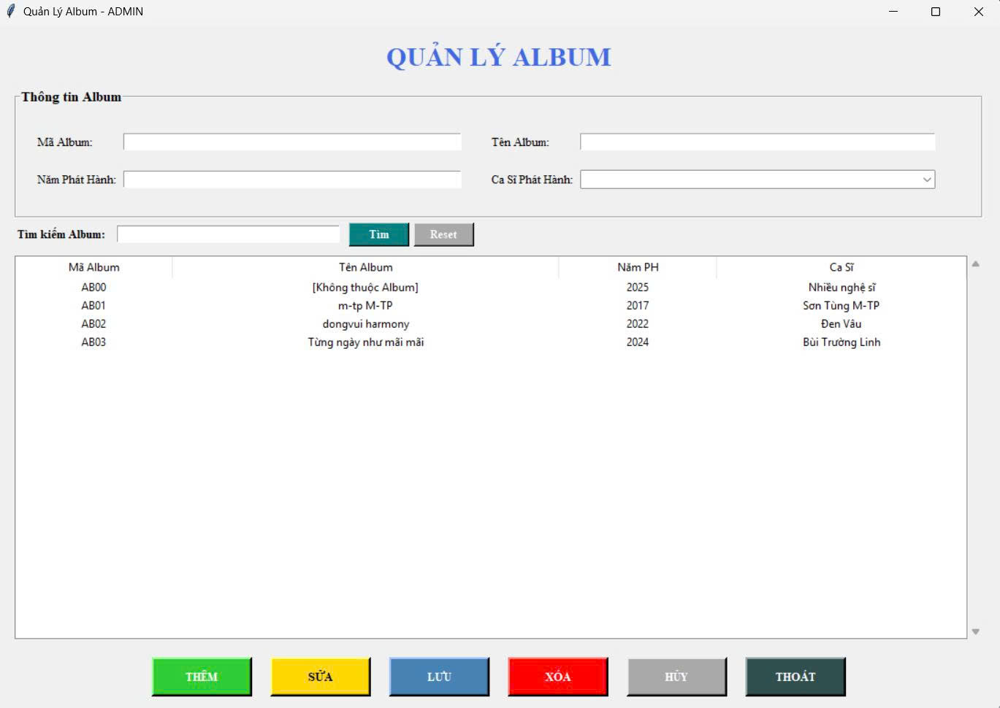 Quản Lý Album - ADMIN
QUẢN LÝ ALBUM
Thông tin Album
Mã Album:
Tên Album:
Năm Phát Hành:
Ca Sĩ Phát Hành:
Tìm kiếm Album:
Tìm
Reset
Mã Album Tên Album Năm PH Ca Sĩ
AB00 [Không thuộc Album] 2025 Nhiều nghệ sĩ
AB01 m-tp M-TP 2017 Sơn Tùng M-TP
AB02 dongvui harmony 2022 Đen Vâu
AB03 Từng ngày như mãi mãi 2024 Bùi Trường Linh
THÊM SỬA LƯU XÓA HỦY THOÁT